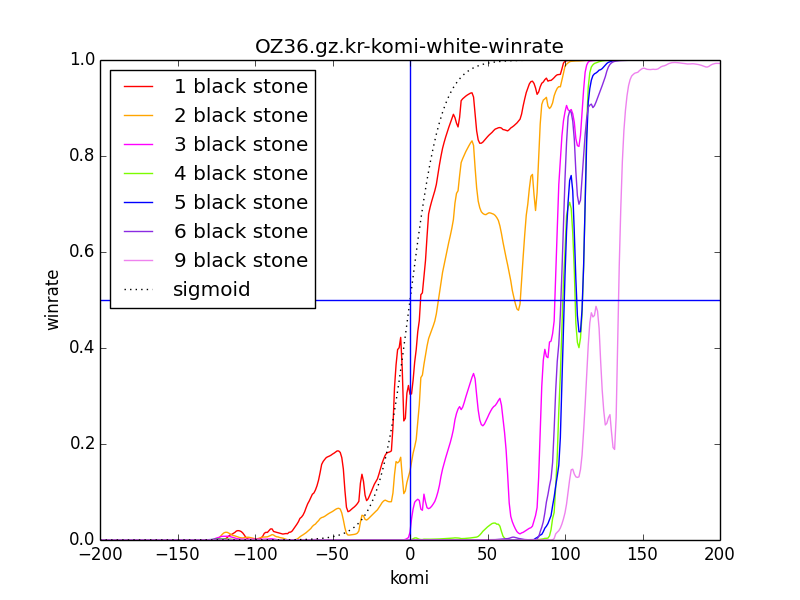 OZ36.gz.kr-komi-white-winrate
1.0
0.8
0.6
0.4
0.2
0.0
winrate
1 black stone
2 black stone
3 black stone
4 black stone
5 black stone
6 black stone
9 black stone
sigmoid
−200 −150 −100 −50 0 50 100 150 200
komi